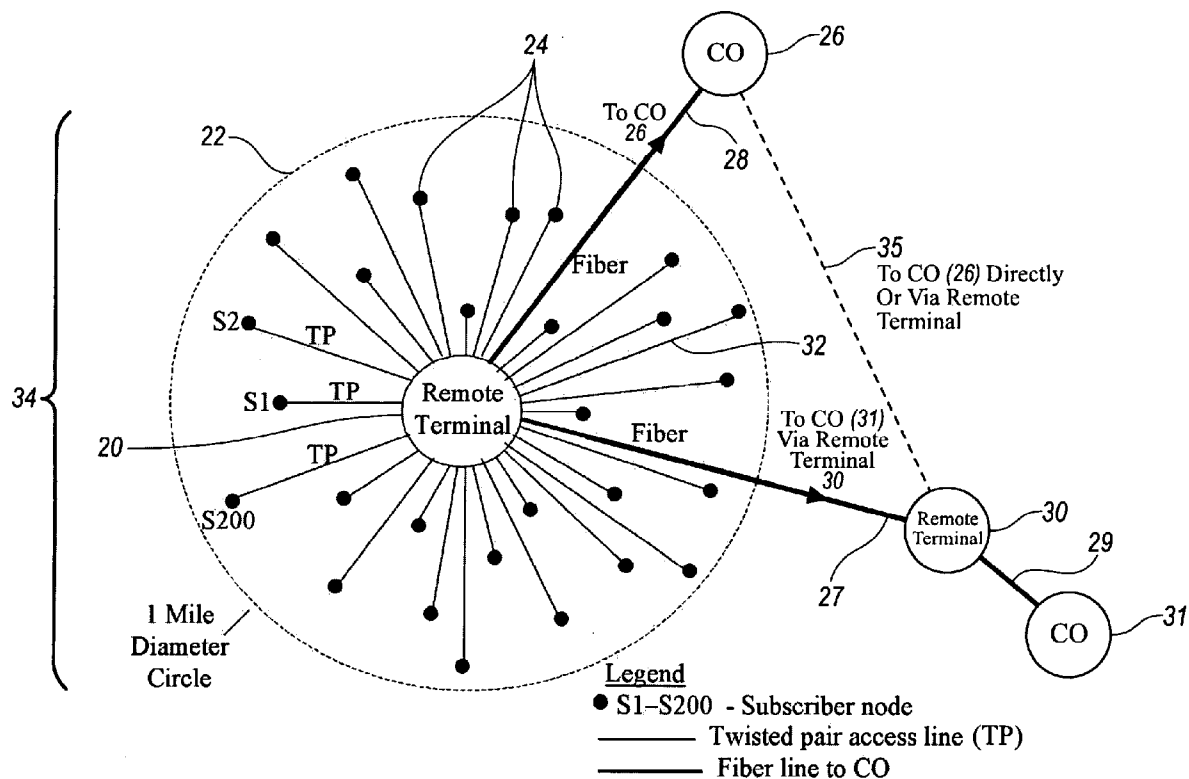 CO
26
24
To CO
26
28
22
34
Fiber
35
To CO (26) Directly
Or Via Remote
Terminal
S2
TP
32
S1
TP
Remote
Terminal
20
TP
Fiber
To CO (31)
Via Remote
Terminal
30
S200
Remote
Terminal
30
27
29
CO
31
1 Mile
Diameter
Circle
Legend
S1–S200 - Subscriber node
Twisted pair access line (TP)
Fiber line to CO